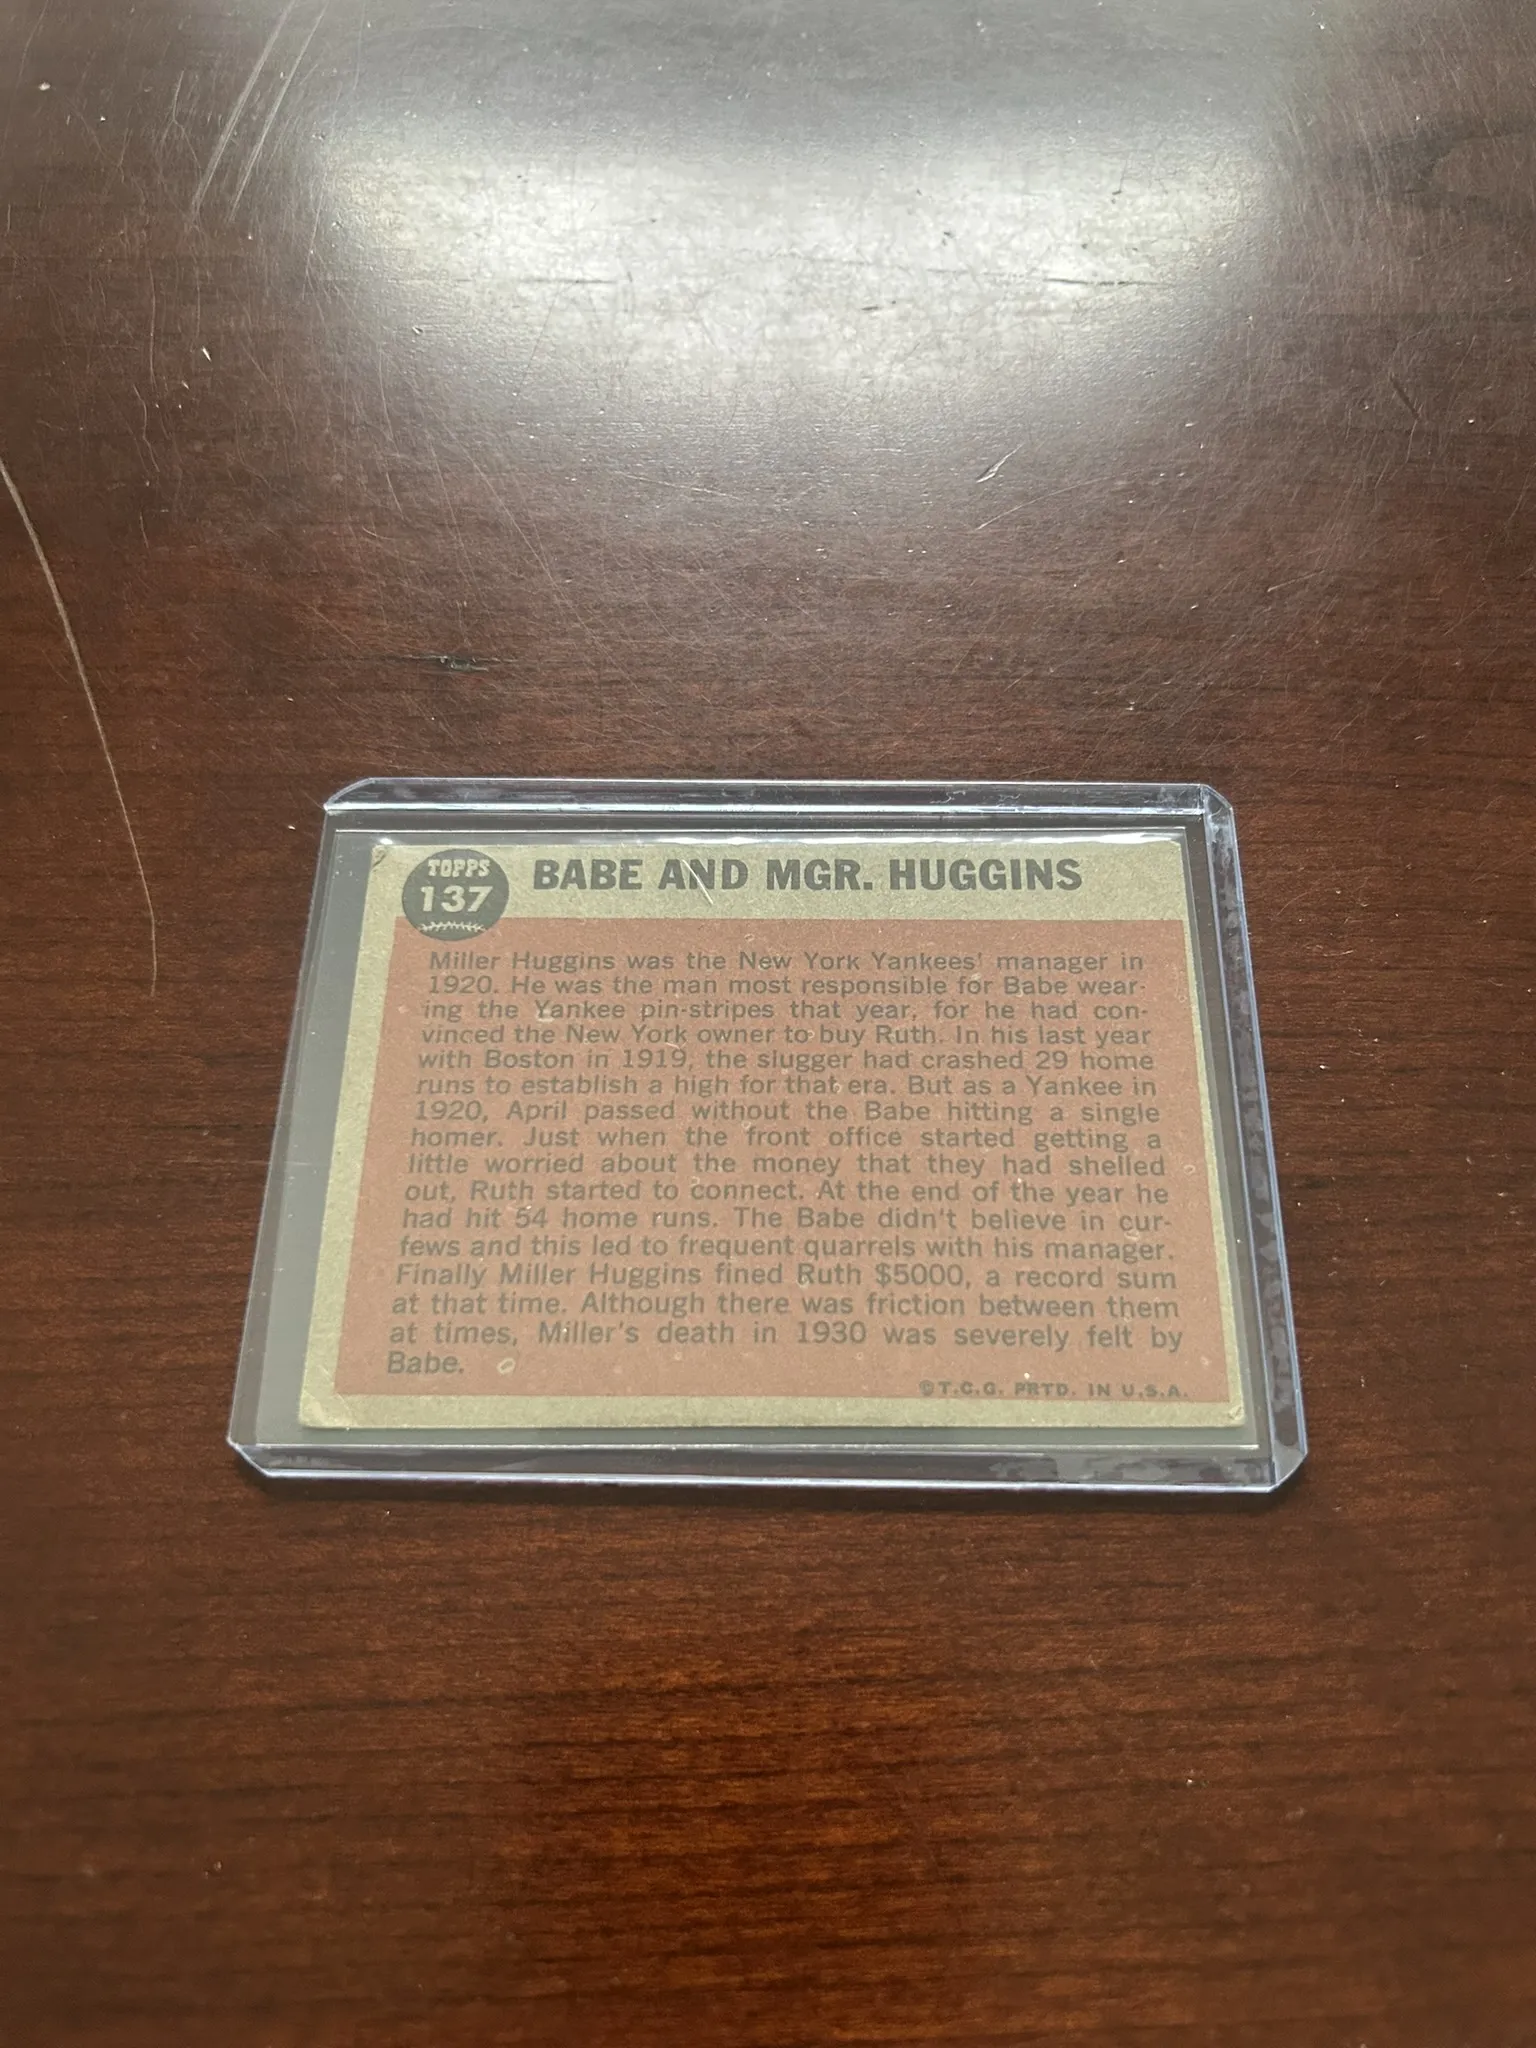 TOPPS
137
BABE AND MGR. HUGGINS
Miller Huggins was the New York Yankees' manager in
1920. He was the man most responsible for Babe wear-
ing the Yankee pin-stripes that year, for he had con-
vinced the New York owner to buy Ruth. In his last year
with Boston in 1919, the slugger had crashed 29 home
runs to establish a high for that era. But as a Yankee in
1920, April passed without the Babe hitting a single
homer. Just when the front office started getting a
little worried about the money that they had shelled
out, Ruth started to connect. At the end of the year he
had hit 54 home runs. The Babe didn't believe in cur-
fews and this led to frequent quarrels with his manager.
Finally Miller Huggins fined Ruth $5000, a record sum
at that time. Although there was friction between them
at times, Miller's death in 1930 was severely felt by
Babe.
©T.C.G. PRTD. IN U.S.A.